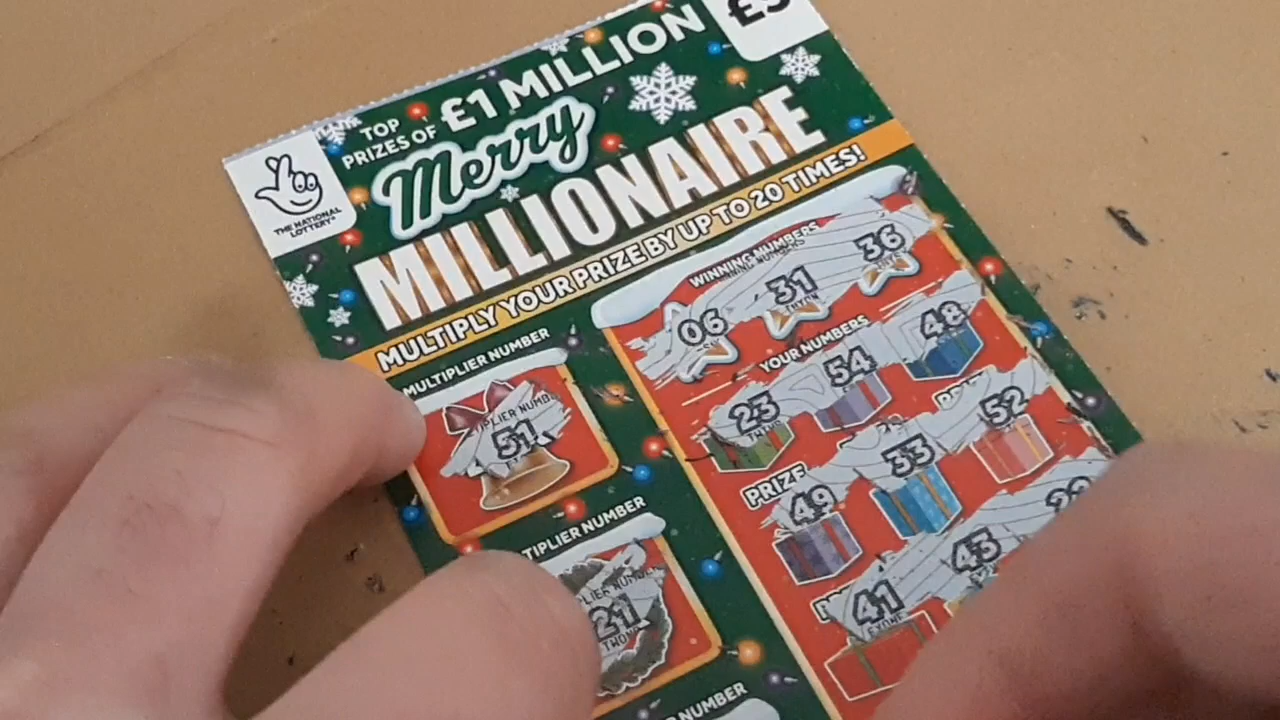 £5
TOP
PRIZES OF £1 MILLION
Merry
MILLIONAIRE
THE NATIONAL
LOTTERY®
MULTIPLY YOUR PRIZE BY UP TO 20 TIMES!
MULTIPLIER NUMBER
51
TIPLIER NUMBER
21
NUMBER
WINNING NUMBERS
06 31 36
YOUR NUMBERS
23 54 48
PRIZE
49 33 52
41 43